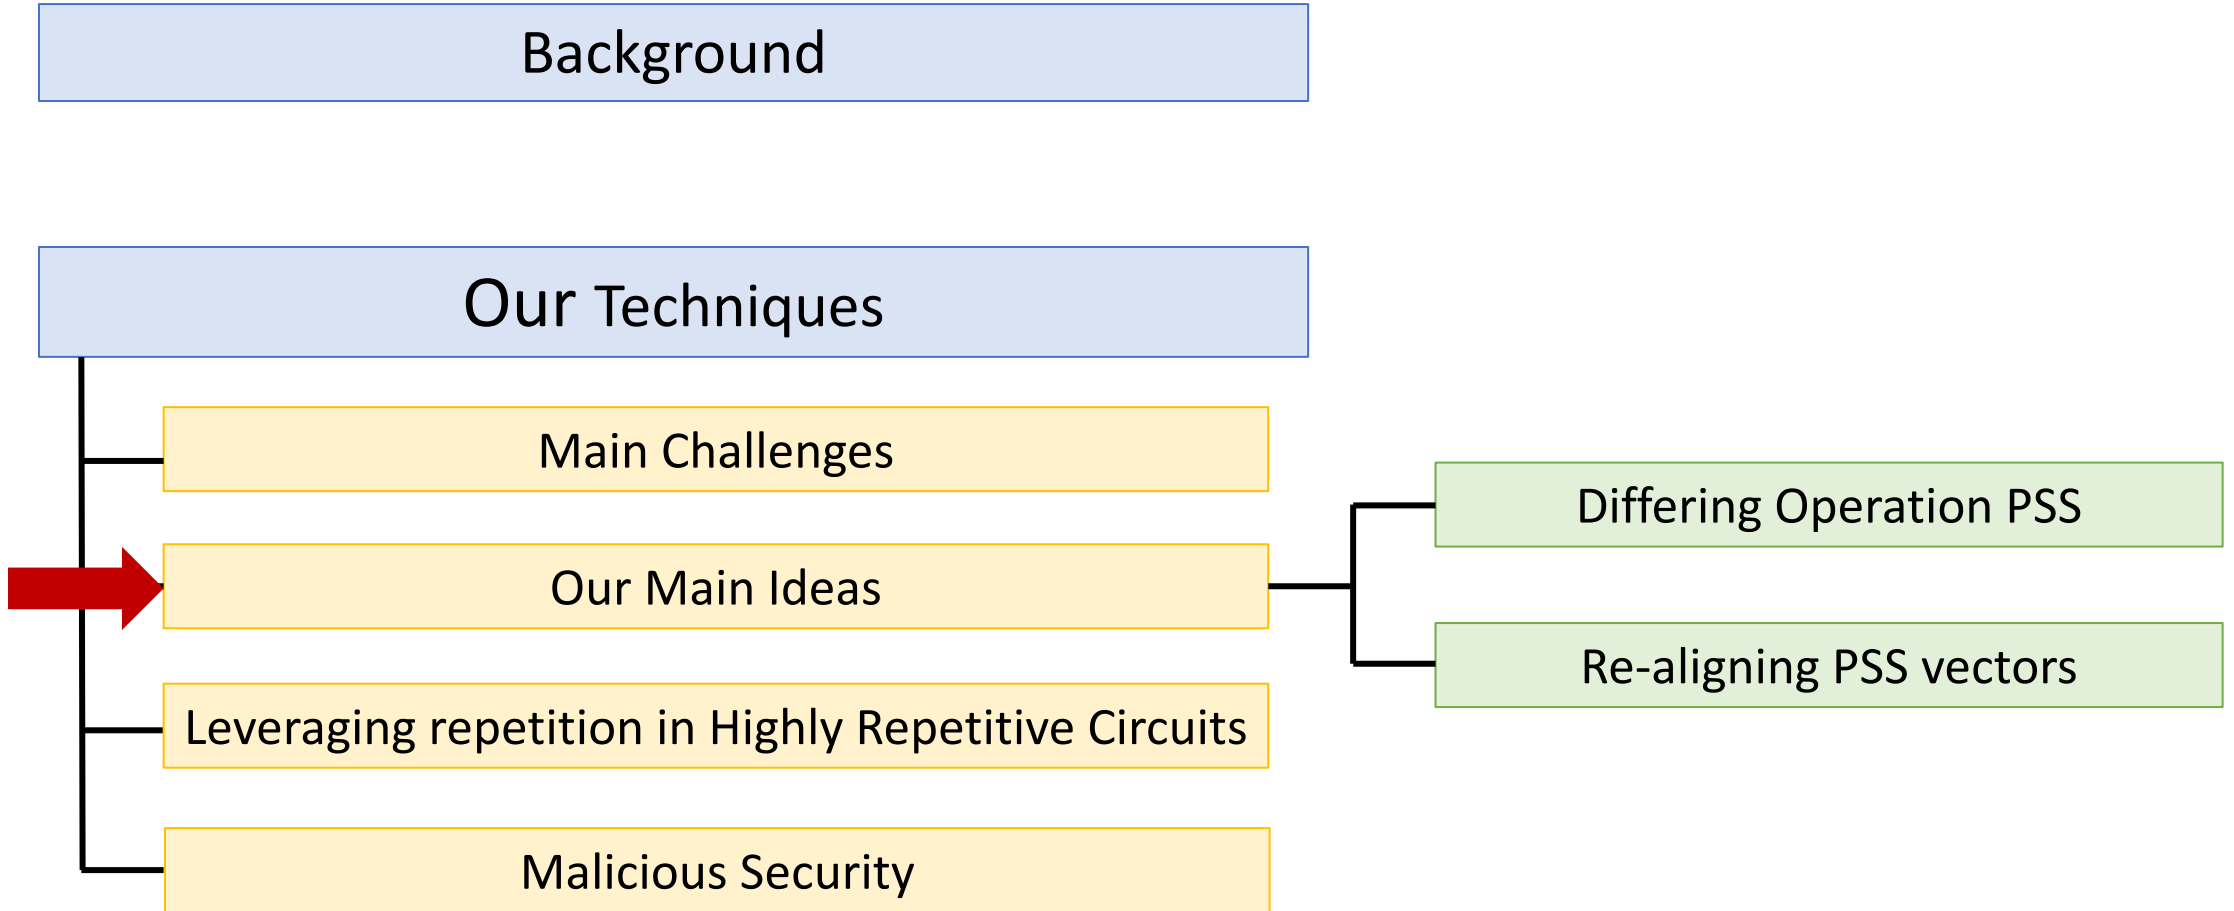 Background
Our Techniques
Main Challenges
Our Main Ideas
Leveraging repetition in Highly Repetitive Circuits
Malicious Security
Differing Operation PSS
Re-aligning PSS vectors